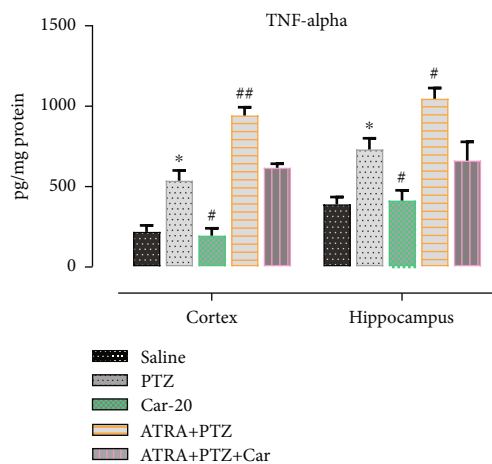 TNF-alpha
pg/mg protein
1500
1000
500
0
*
#
##
*
#
#
Cortex
Hippocampus
Saline
PTZ
Car-20
ATRA+PTZ
ATRA+PTZ+Car